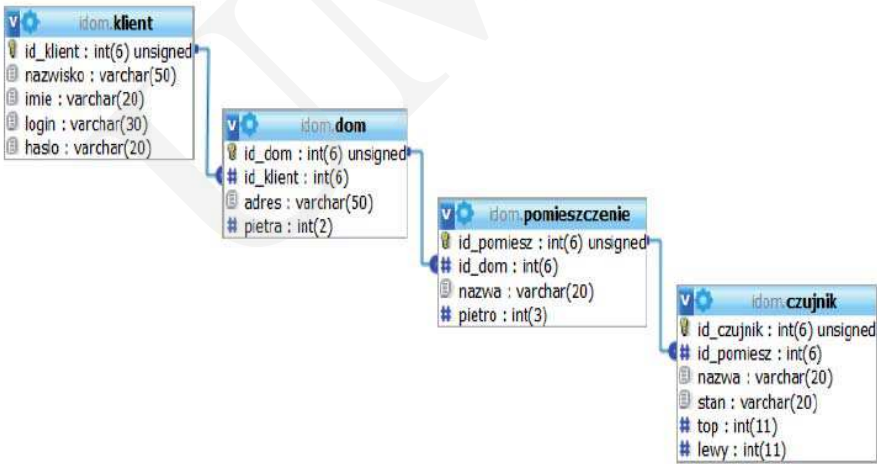 idom.klient
id_klient : int(6) unsigned
nazwisko : varchar(50)
imie : varchar(20)
login : varchar(30)
haslo : varchar(20)
idom.dom
id_dom : int(6) unsigned
# id_klient : int(6)
adres : varchar(50)
# pietra : int(2)
idom.pomieszczenie
id_pomiesz : int(6) unsigned
# id_dom : int(6)
nazwa : varchar(20)
# pietro : int(3)
idom.czujnik
id_czujnik : int(6) unsigned
# id_pomiesz : int(6)
nazwa : varchar(20)
stan : varchar(20)
# top : int(11)
# lewy : int(11)